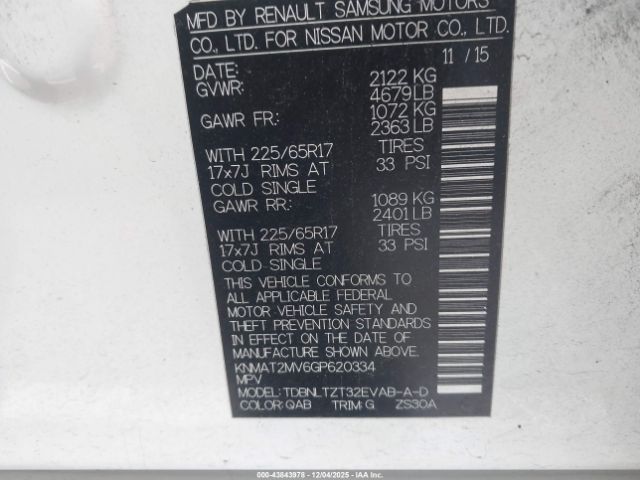 MFD BY RENAULT SAMSUNG MOTORS
CO., LTD. FOR NISSAN MOTOR CO., LTD.
DATE: 11 / 15
GVWR: 2122 KG
4679 LB
GAWR FR: 1072 KG
2363 LB
WITH 225/65R17 TIRES
17x7J RIMS AT 33 PSI
COLD SINGLE
GAWR RR: 1089 KG
2401 LB
WITH 225/65R17 TIRES
17x7J RIMS AT 33 PSI
COLD SINGLE
THIS VEHICLE CONFORMS TO
ALL APPLICABLE FEDERAL
MOTOR VEHICLE SAFETY AND
THEFT PREVENTION STANDARDS
IN EFFECT ON THE DATE OF
MANUFACTURE SHOWN ABOVE.
KNMAT2MV6GP620334
MPV
MODEL: TDBNLTZT32EVAB-A-D
COLOR: QAB TRIM: G ZS30A
000-43843978 - 12/04/2025 - IAAI.COM